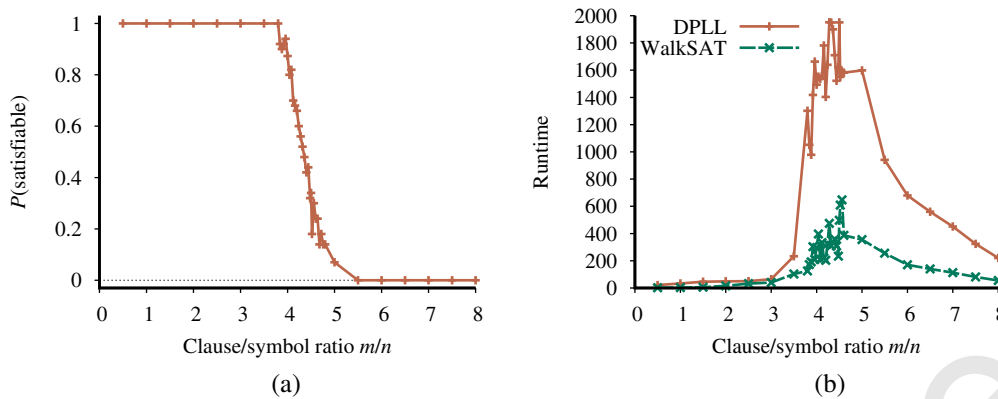 1
0.8
0.6
0.4
0.2
0
P(satisfiable)
0 1 2 3 4 5 6 7 8
Clause/symbol ratio m/n
(a)
2000
1800
1600
1400
1200
1000
800
600
400
200
0
Runtime
DPLL
WalkSAT
0 1 2 3 4 5 6 7 8
Clause/symbol ratio m/n
(b)